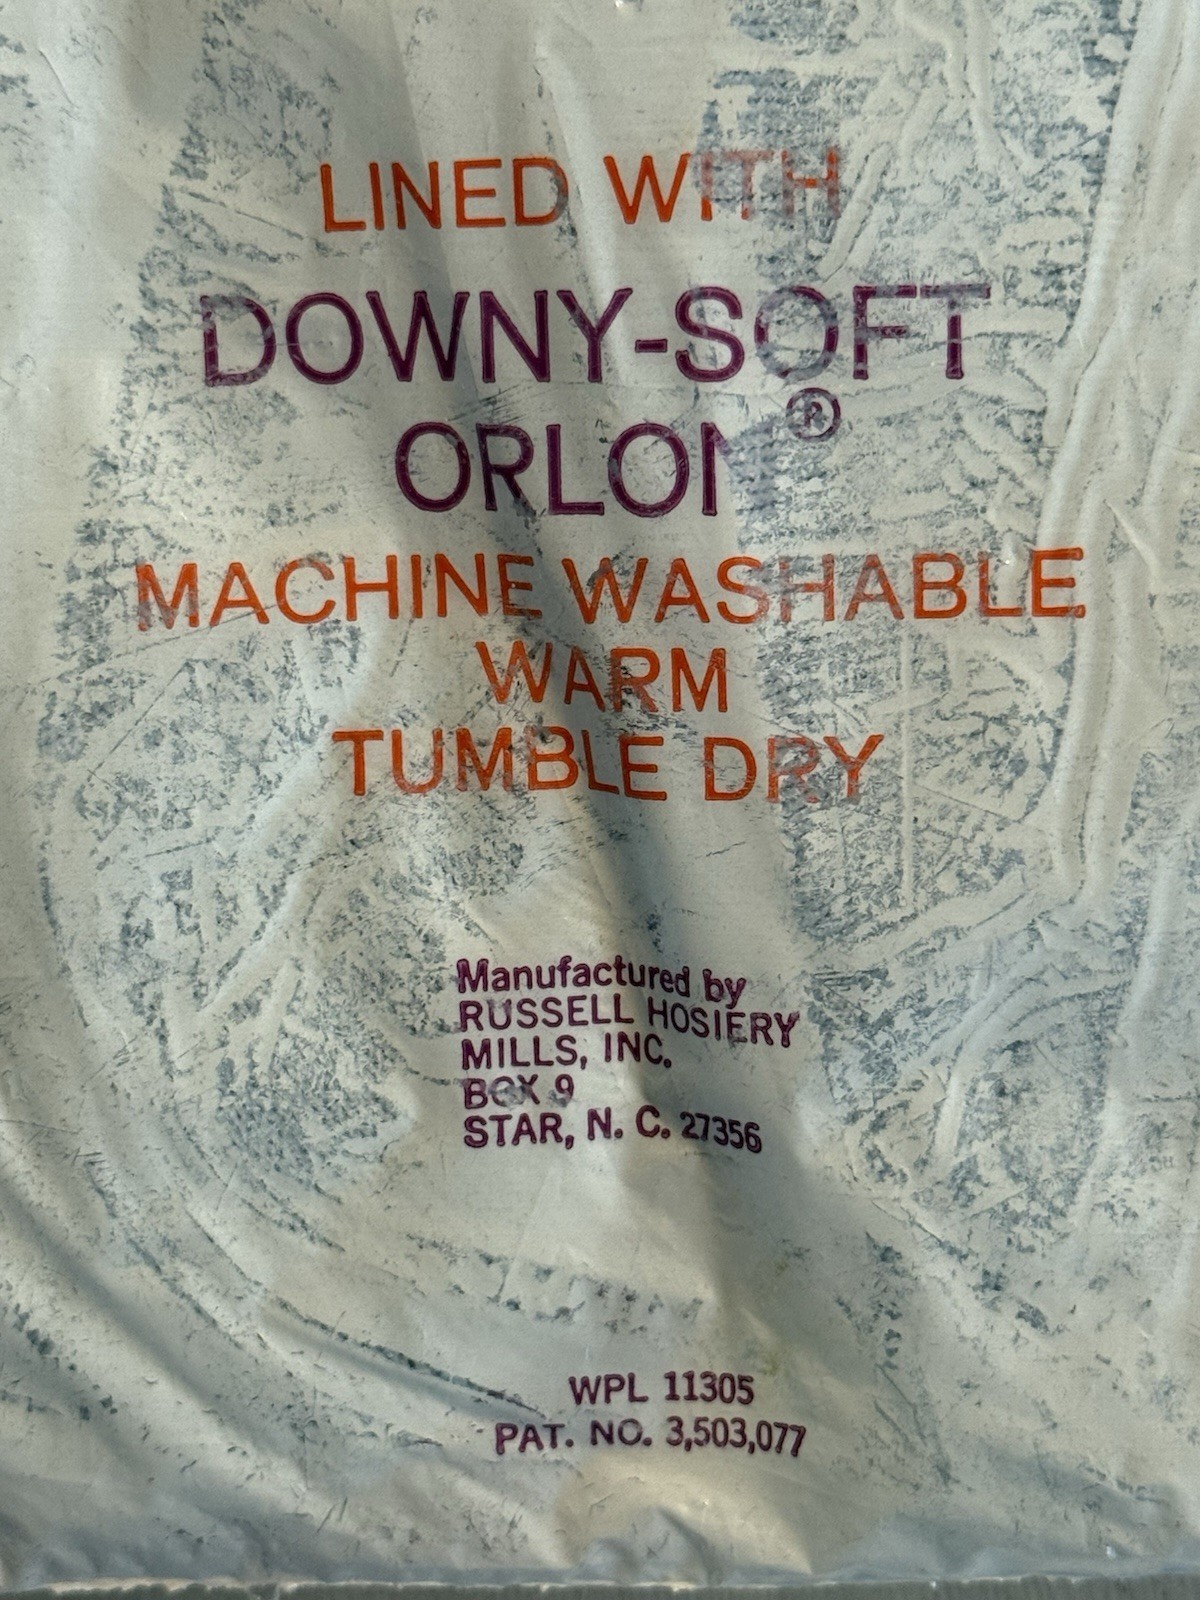 LINED WITH
DOWNY-SOFT
ORLON®
MACHINE WASHABLE
WARM
TUMBLE DRY
Manufactured by
RUSSELL HOSIERY
MILLS, INC.
BOX 9
STAR, N. C. 27356
WPL 11305
PAT. NO. 3,503,077